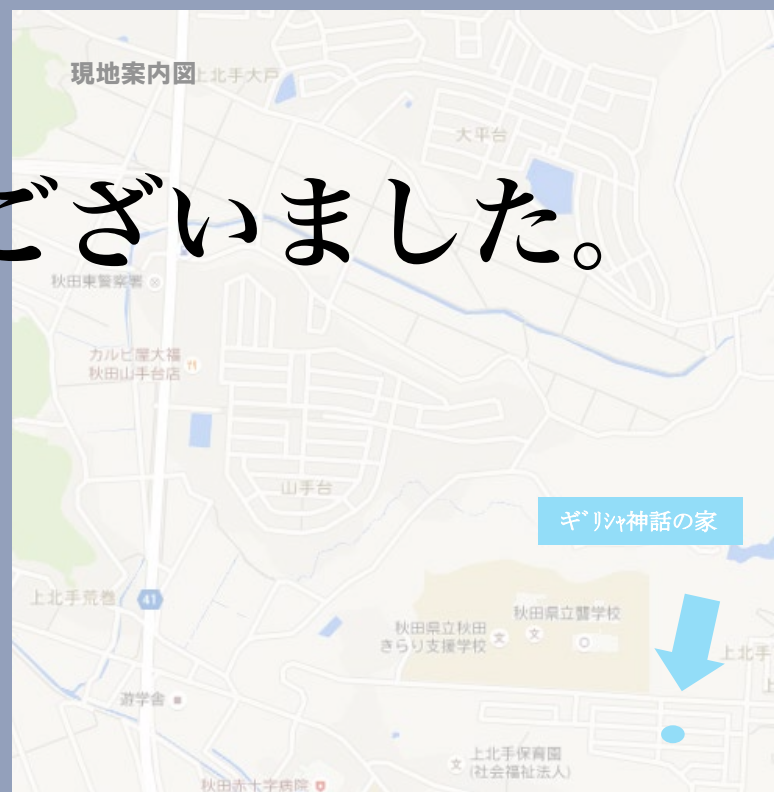 現地案内図
上北手大戸
大平台
ございました。
秋田東警察署
カルビ屋大福
秋田山手台店
山手台
ギリシャ神話の家
上北手荒巻
41
秋田県立聾学校
秋田県立秋田
きらり支援学校
文
文
上北手
上
遊学舎
上北手保育園
(社会福祉法人)
文
秋田赤十字病院